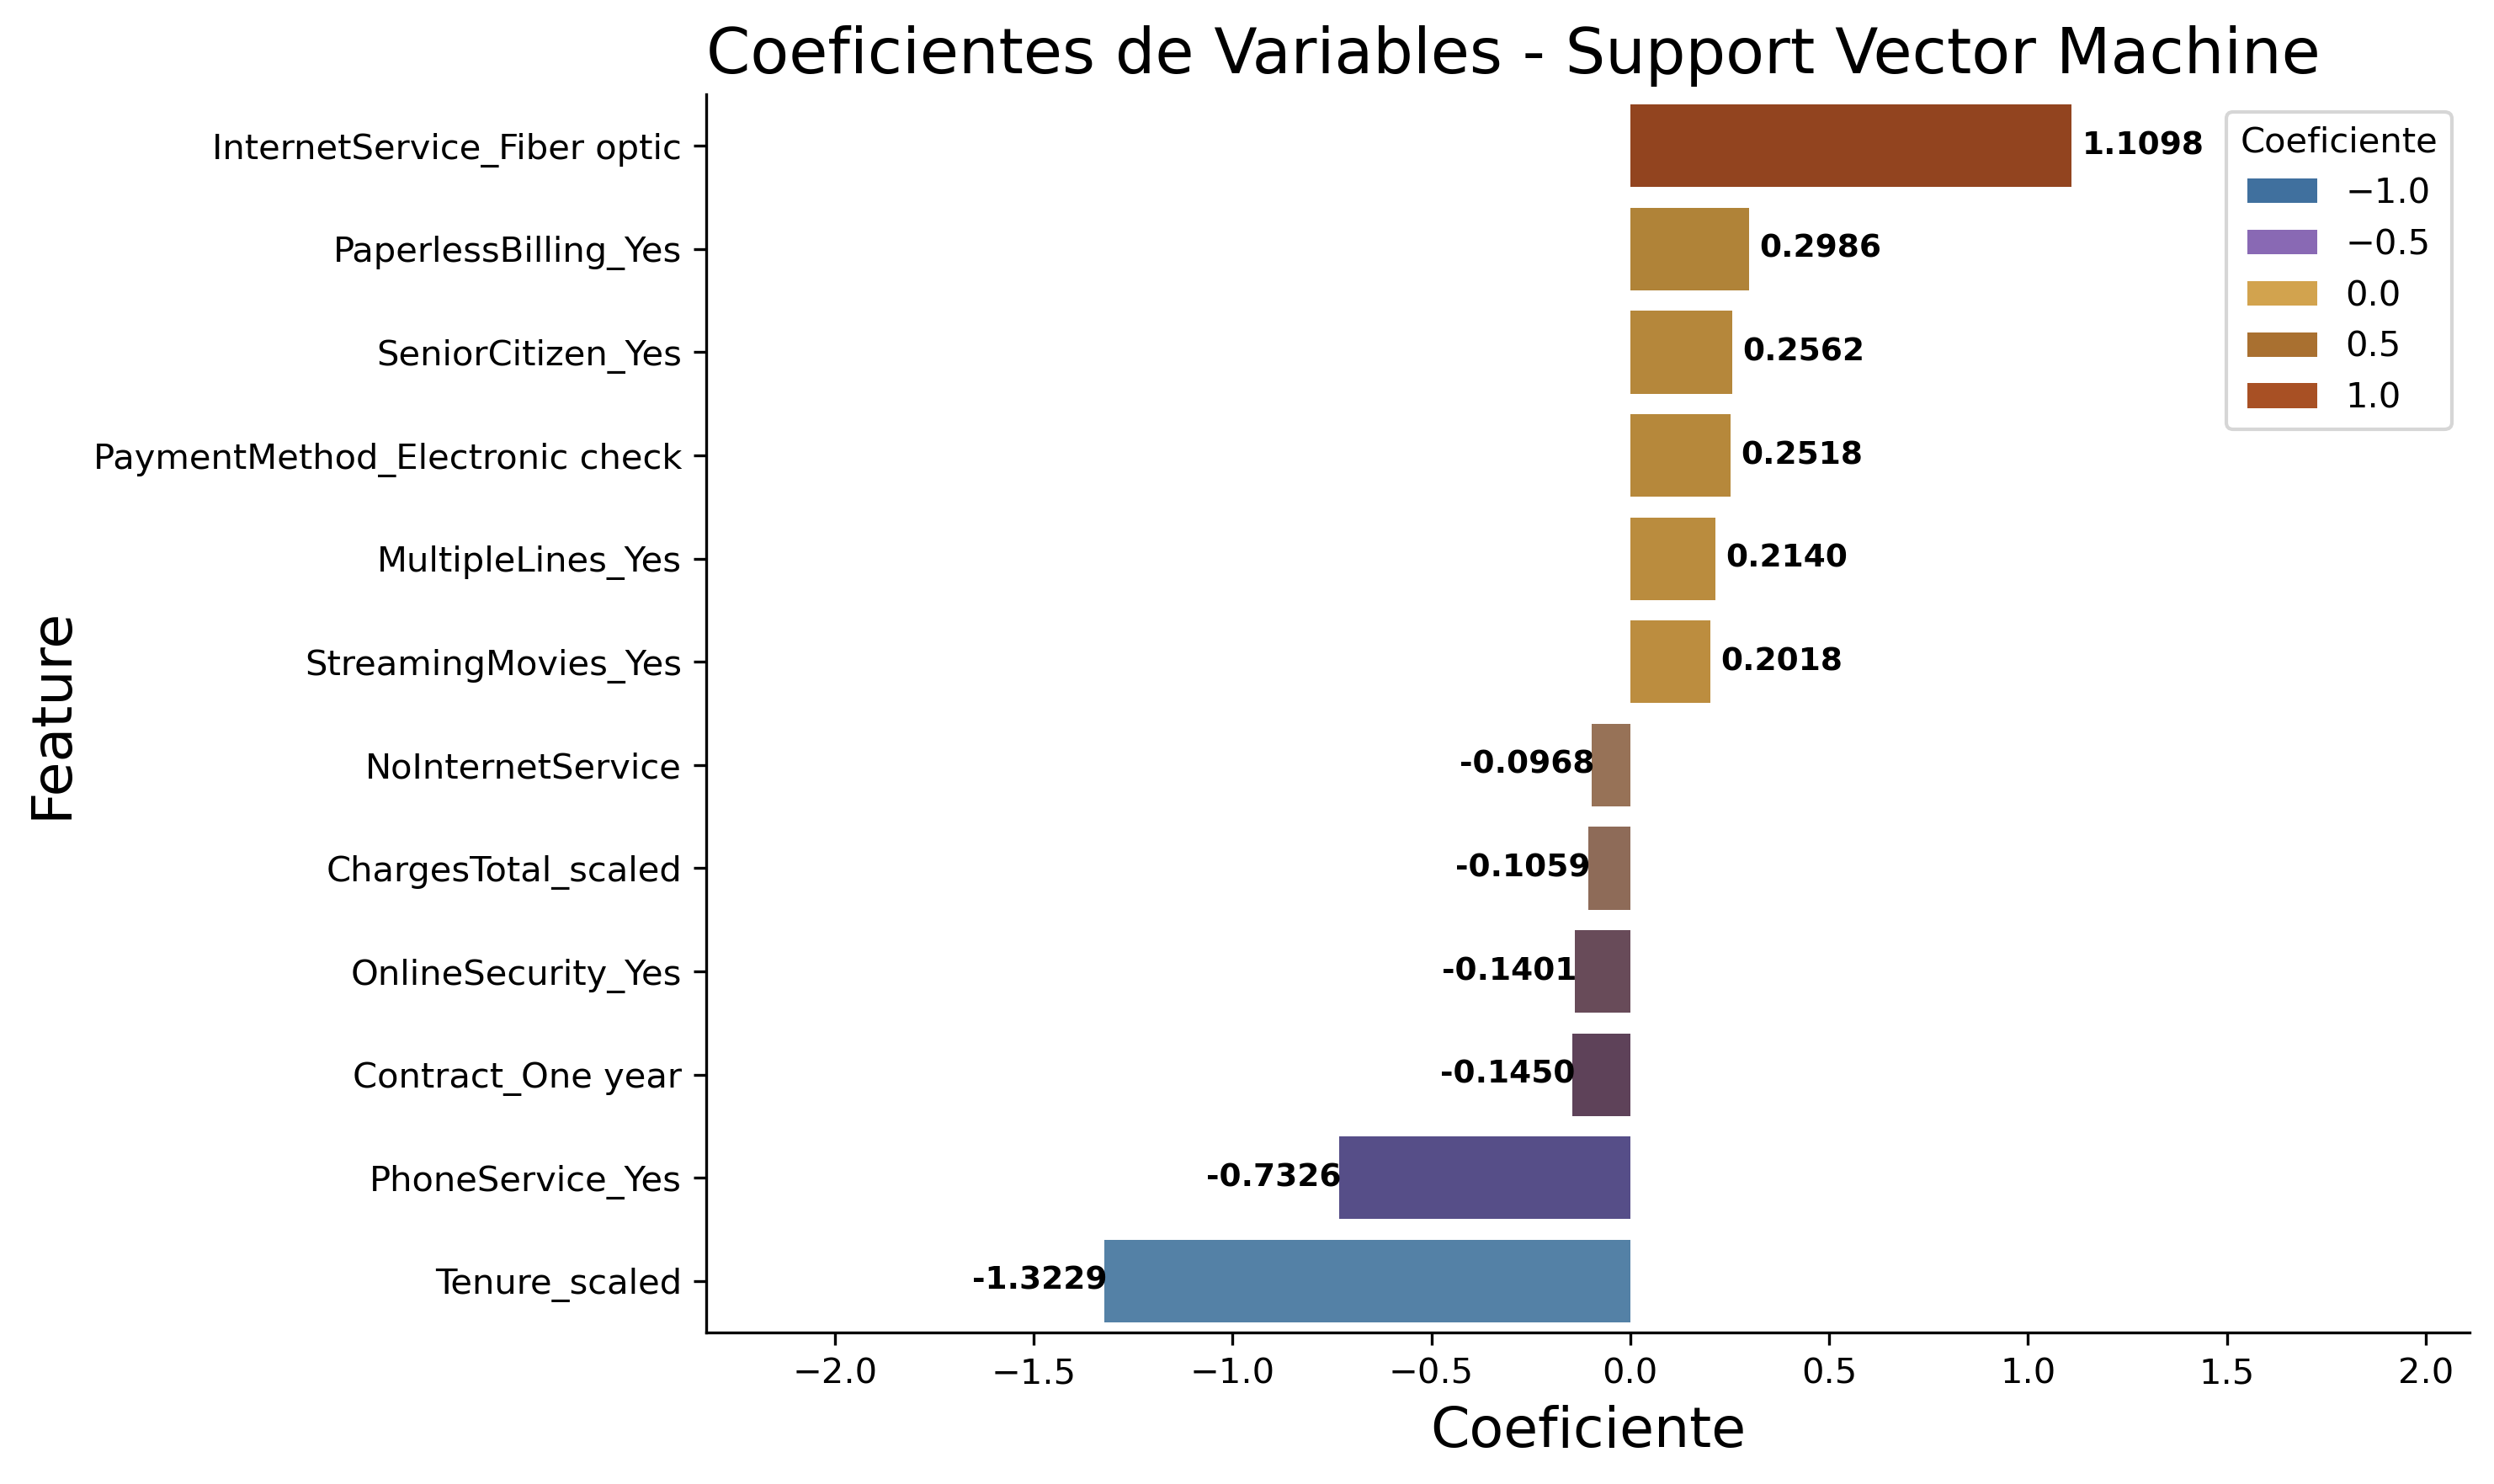 Coeficientes de Variables - Support Vector Machine
InternetService_Fiber optic
1.1098
PaperlessBilling_Yes
0.2986
SeniorCitizen_Yes
0.2562
PaymentMethod_Electronic check
0.2518
MultipleLines_Yes
0.2140
StreamingMovies_Yes
0.2018
NoInternetService
-0.0968
ChargesTotal_scaled
-0.1059
OnlineSecurity_Yes
-0.1401
Contract_One year
-0.1450
PhoneService_Yes
-0.7326
Tenure_scaled
-1.3229
Feature
Coeficiente
−1.0
−0.5
0.0
0.5
1.0
−2.0 −1.5 −1.0 −0.5 0.0 0.5 1.0 1.5 2.0
Coeficiente